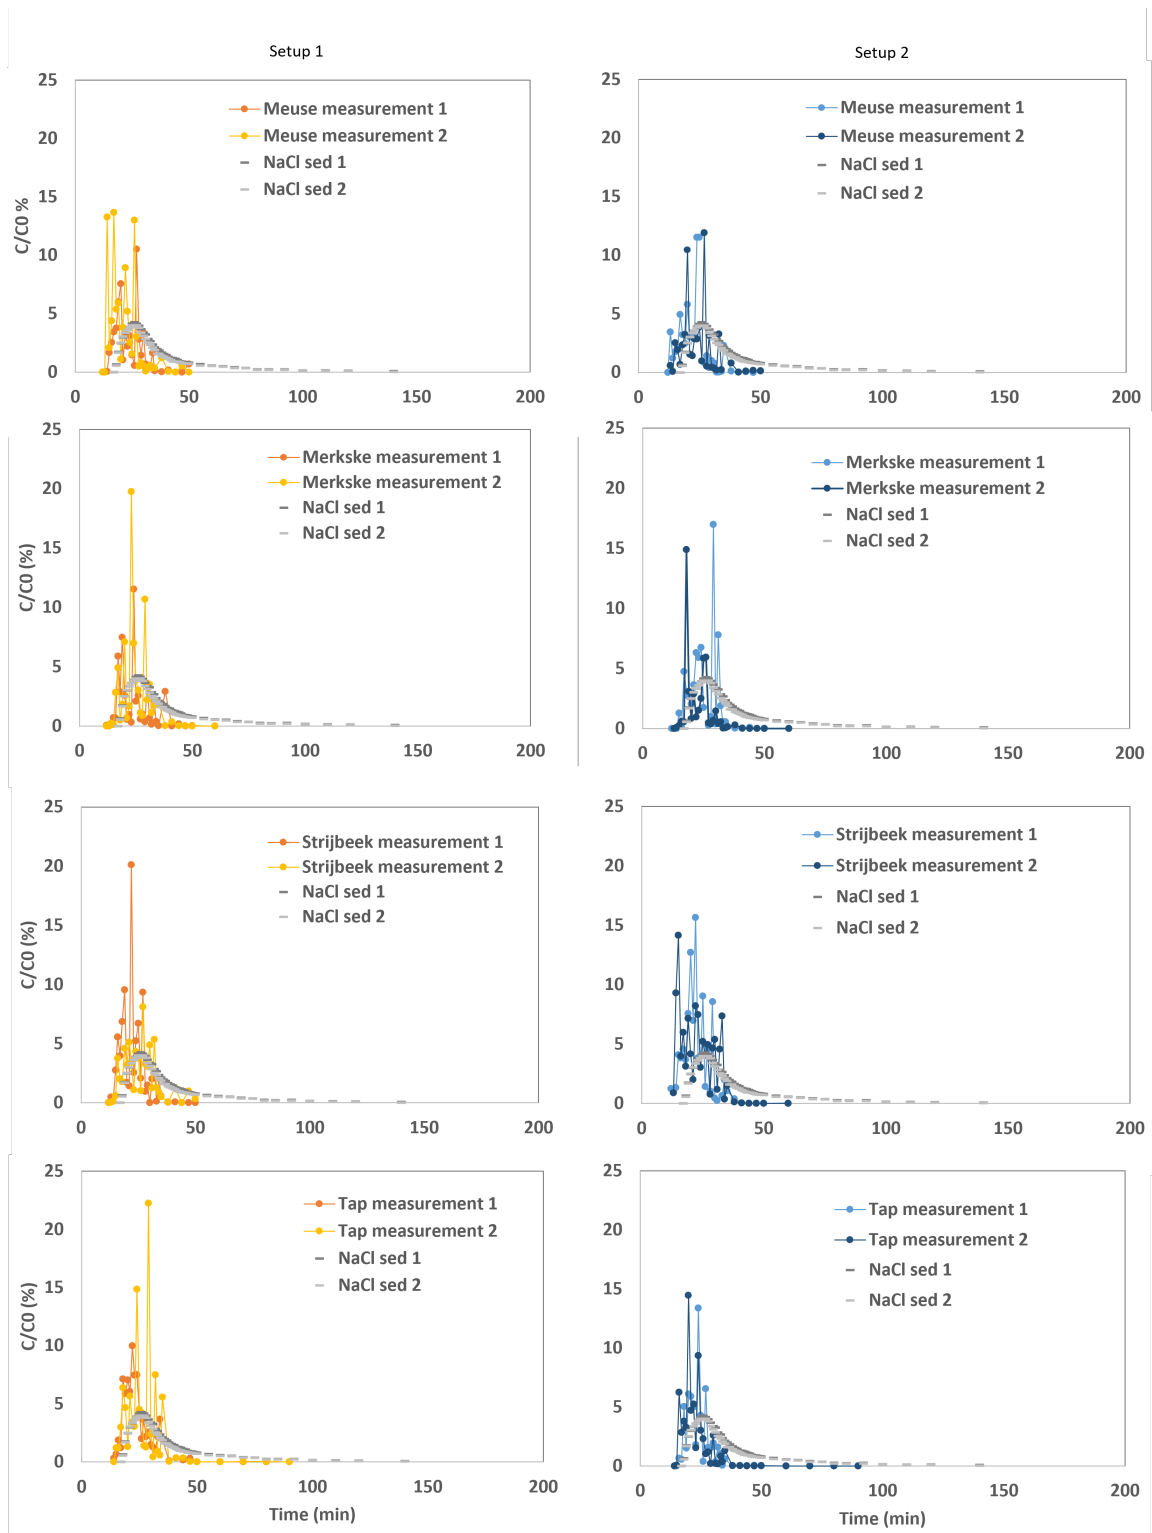 Setup 1
Setup 2
25
20
15
10
5
0
C/C0 %
Meuse measurement 1
Meuse measurement 2
NaCl sed 1
NaCl sed 2
0 50 100 150 200
25
20
15
10
5
0
Meuse measurement 1
Meuse measurement 2
NaCl sed 1
NaCl sed 2
0 50 100 150 200
25
20
15
10
5
0
C/C0 (%)
Merkske measurement 1
Merkske measurement 2
NaCl sed 1
NaCl sed 2
0 50 100 150 200
25
20
15
10
5
0
Merkske measurement 1
Merkske measurement 2
NaCl sed 1
NaCl sed 2
0 50 100 150 200
25
20
15
10
5
0
C/C0 (%)
Strijbeek measurement 1
Strijbeek measurement 2
NaCl sed 1
NaCl sed 2
0 50 100 150 200
25
20
15
10
5
0
Strijbeek measurement 1
Strijbeek measurement 2
NaCl sed 1
NaCl sed 2
0 50 100 150 200
25
20
15
10
5
0
C/C0 (%)
Tap measurement 1
Tap measurement 2
NaCl sed 1
NaCl sed 2
0 50 100 150 200
Time (min)
25
20
15
10
5
0
Tap measurement 1
Tap measurement 2
NaCl sed 1
NaCl sed 2
0 50 100 150 200
Time (min)